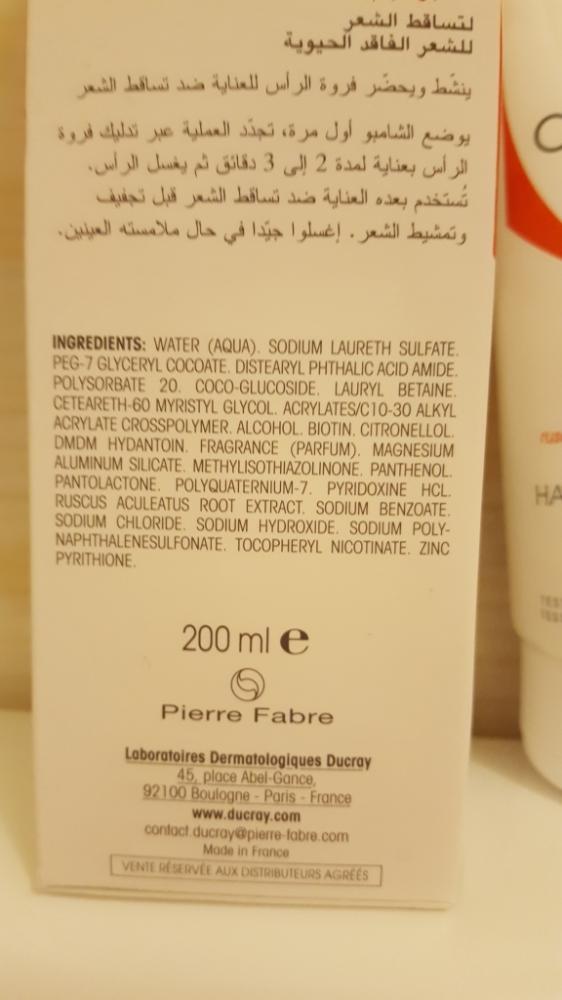 لتساقط الشعر
للشعر الفاقد الحيوية
ينشّط ويحضّر فروة الرأس للعناية ضد تساقط الشعر
يوضع الشامبو أول مرة، تجدّد العملية عبر تدليك فروة
الرأس بعناية لمدة 2 إلى 3 دقائق ثم يغسل الرأس.
تُستخدم بعده العناية ضد تساقط الشعر قبل تجفيف
وتمشيط الشعر. إغسلوا جيّدا في حال ملامسته العينين.
INGREDIENTS: WATER (AQUA). SODIUM LAURETH SULFATE.
PEG-7 GLYCERYL COCOATE. DISTEARYL PHTHALIC ACID AMIDE.
POLYSORBATE 20. COCO-GLUCOSIDE. LAURYL BETAINE.
CETEARETH-60 MYRISTYL GLYCOL. ACRYLATES/C10-30 ALKYL
ACRYLATE CROSSPOLYMER. ALCOHOL. BIOTIN. CITRONELLOL.
DMDM HYDANTOIN. FRAGRANCE (PARFUM). MAGNESIUM
ALUMINUM SILICATE. METHYLISOTHIAZOLINONE. PANTHENOL.
PANTOLACTONE. POLYQUATERNIUM-7. PYRIDOXINE HCL.
RUSCUS ACULEATUS ROOT EXTRACT. SODIUM BENZOATE.
SODIUM CHLORIDE. SODIUM HYDROXIDE. SODIUM POLY-
NAPHTHALENESULFONATE. TOCOPHERYL NICOTINATE. ZINC
PYRITHIONE.
200 ml e
Pierre Fabre
Laboratoires Dermatologiques Ducray
45, place Abel-Gance,
92100 Boulogne - Paris - France
www.ducray.com
contact.ducray@pierre-fabre.com
Made in France
VENTE RÉSERVÉE AUX DISTRIBUTEURS AGRÉÉS
HA